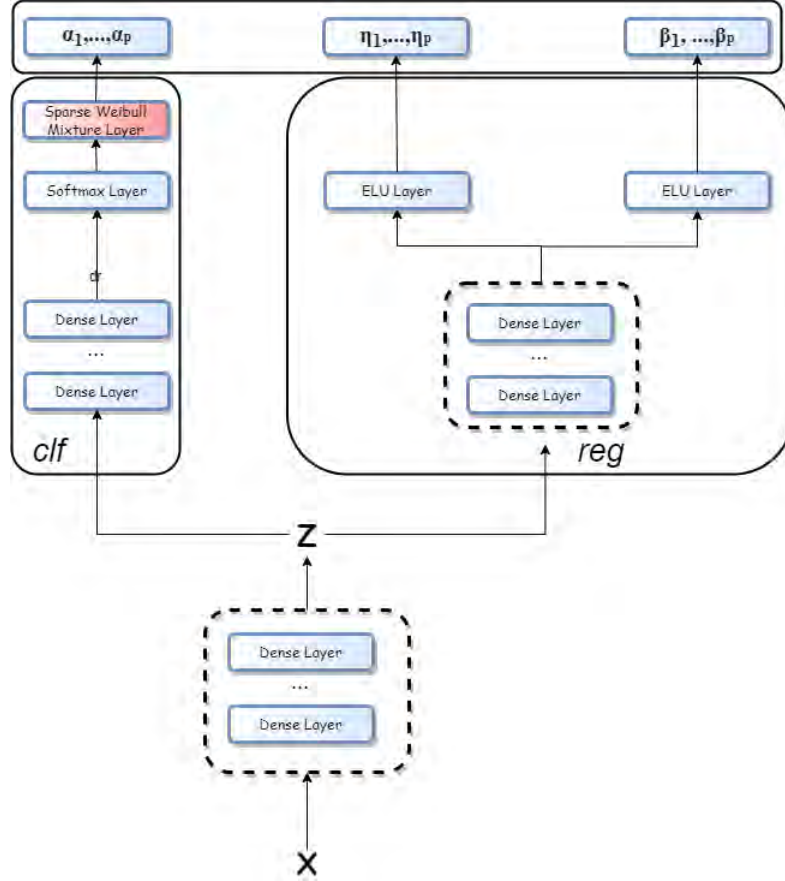 α1,...,αp
η1,...,ηp
β1, ...,βp
Sparse Weibull
Mixture Layer
Softmax Layer
ELU Layer
ELU Layer
dr
Dense Layer
...
Dense Layer
clf
Dense Layer
...
Dense Layer
reg
z
Dense Layer
...
Dense Layer
x